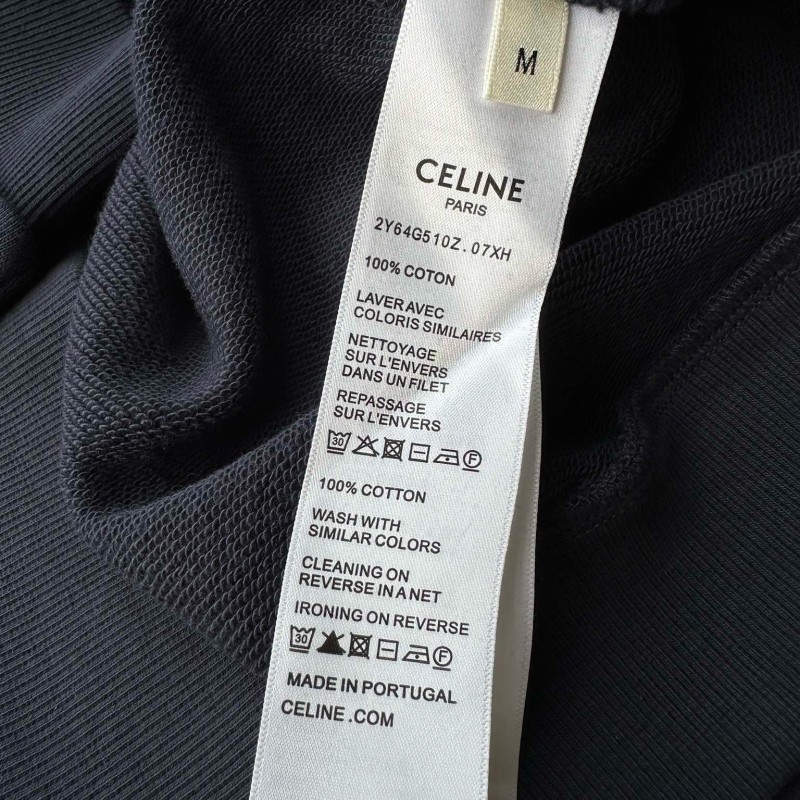 M
CELINE
PARIS
2Y64G510Z.07XH
100% COTON
LAVER AVEC
COLORIS SIMILAIRES
NETTOYAGE
SUR L'ENVERS
DANS UN FILET
REPASSAGE
SUR L'ENVERS
30 F
100% COTTON
WASH WITH
SIMILAR COLORS
CLEANING ON
REVERSE IN A NET
IRONING ON REVERSE
30 F
MADE IN PORTUGAL
CELINE.COM